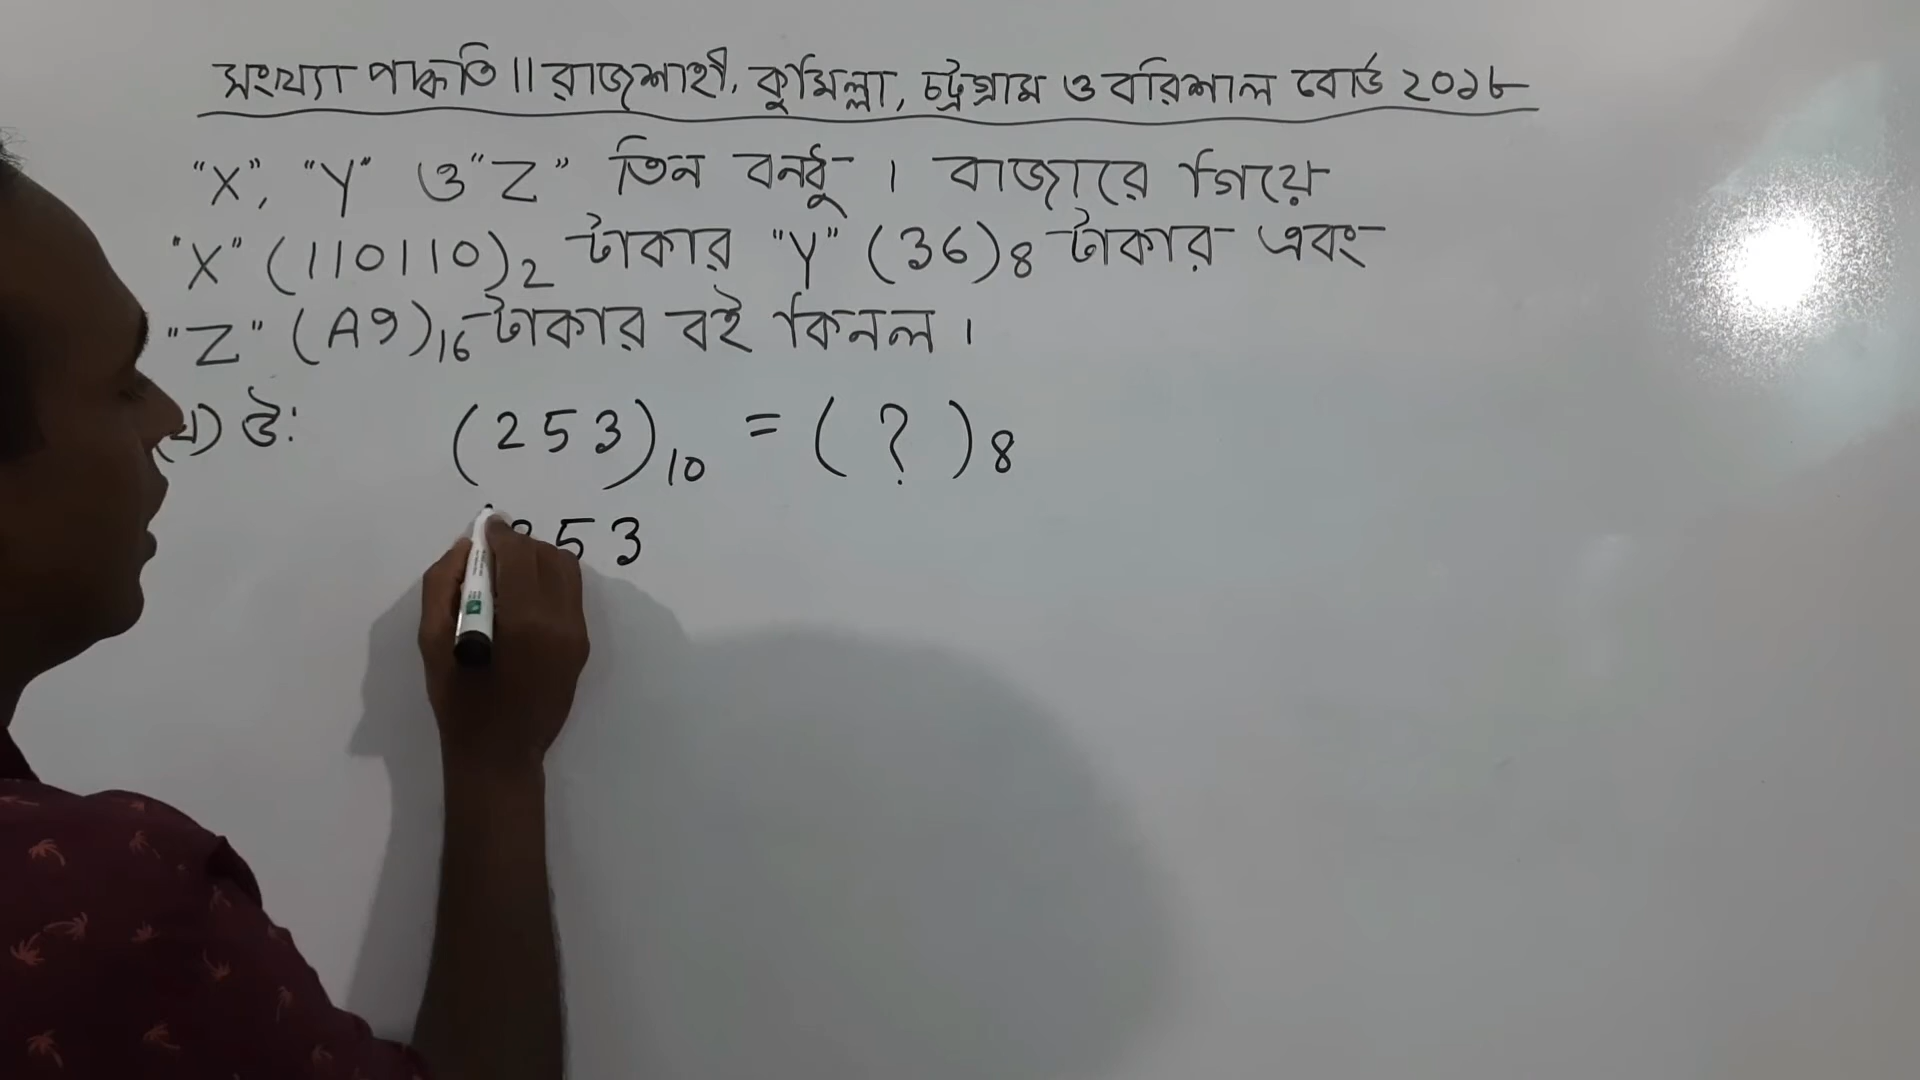 সংখ্যা পদ্ধতি || রাজশাহী, কুমিল্লা, চট্টগ্রাম ও বরিশাল বোর্ড ২০১৮
"X", "Y" ও "Z" তিন বন্ধু । বাজারে গিয়ে
"X" (110110)2 টাকার "Y" (36)8 টাকার এবং
"Z" (A9)16 টাকার বই কিনল ।
উঃ (253)10 = ( ? )8
253